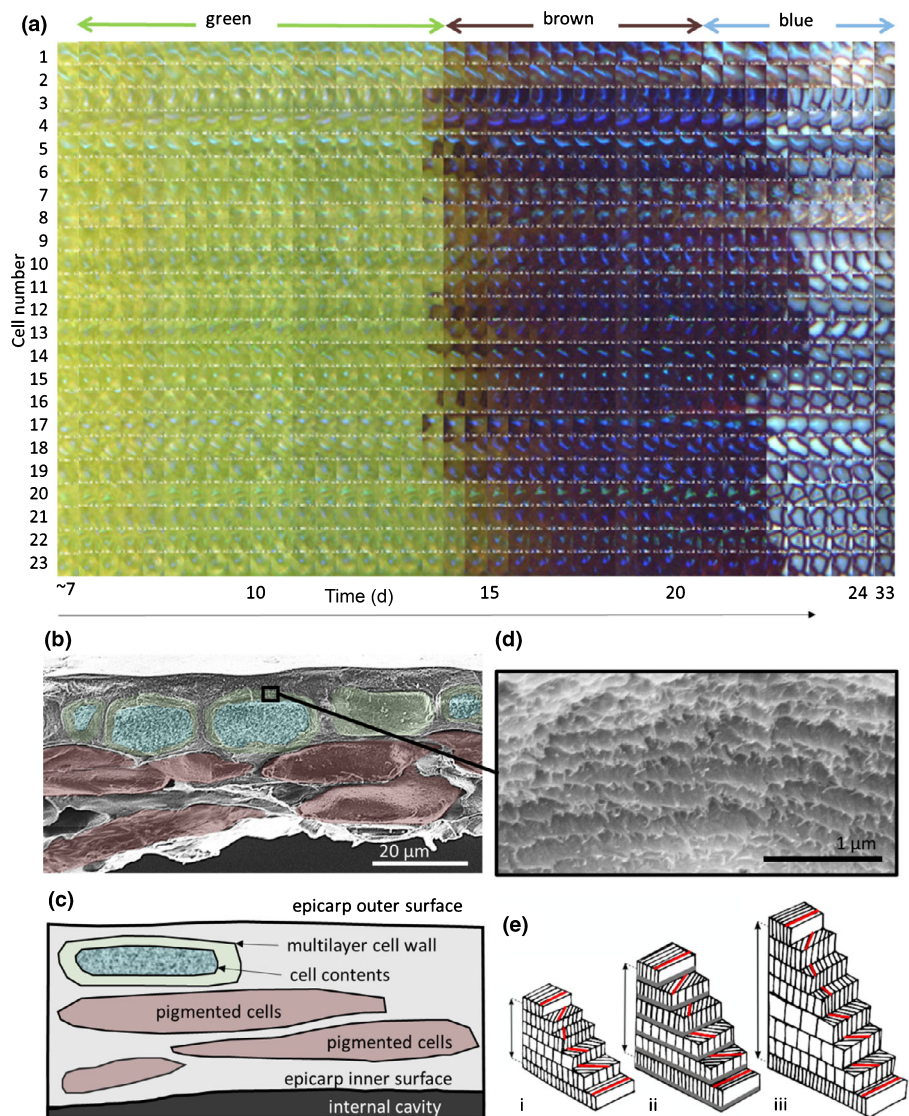 (a)
green brown blue
Cell number
1
2
3
4
5
6
7
8
9
10
11
12
13
14
15
16
17
18
19
20
21
22
23
~7 10 Time (d) 15 20 24 33
(b)
20 µm
(d)
1 µm
(c)
epicarp outer surface
multilayer cell wall
cell contents
pigmented cells
pigmented cells
epicarp inner surface
internal cavity
(e)
i ii iii